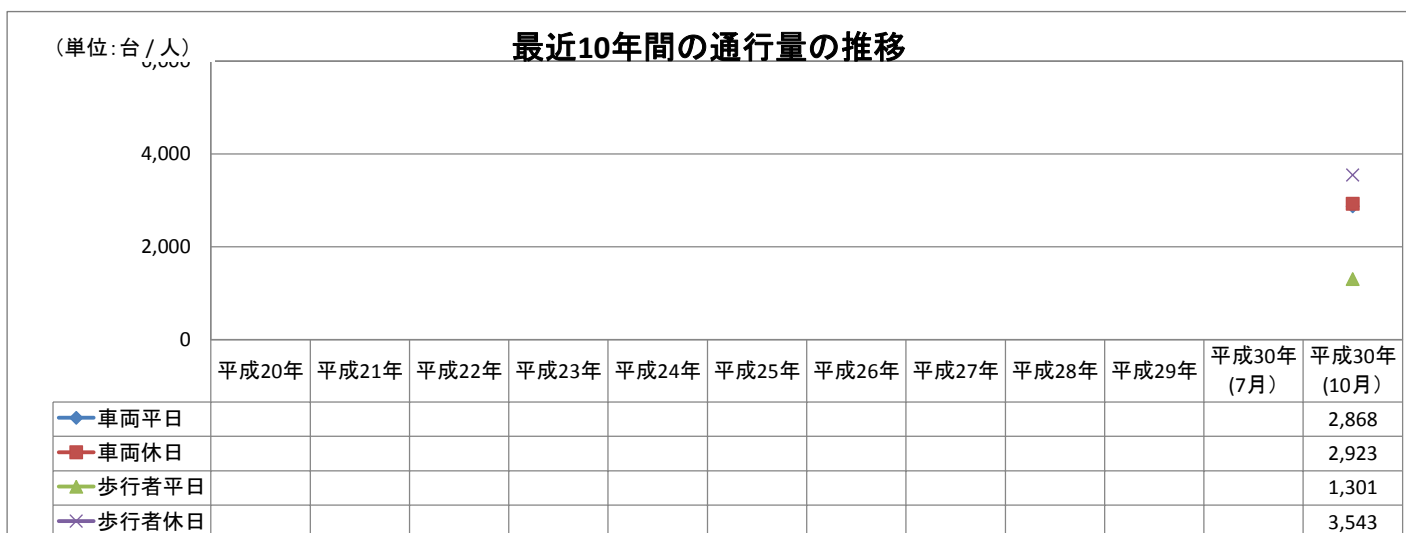 (単位:台 / 人)
最近10年間の通行量の推移
6,000
4,000
2,000
0
平成20年 平成21年 平成22年 平成23年 平成24年 平成25年 平成26年 平成27年 平成28年 平成29年 平成30年(7月) 平成30年(10月)
車両平日 2,868
車両休日 2,923
歩行者平日 1,301
歩行者休日 3,543